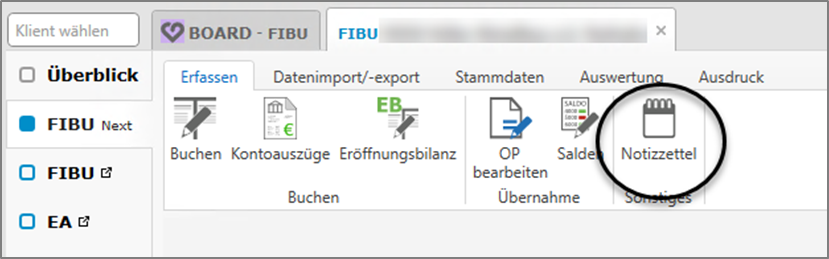 Klient wählen
BOARD - FIBU
FIBU
Überblick
FIBU Next
FIBU
EA
Erfassen Datenimport/-export Stammdaten Auswertung Ausdruck
Buchen Kontoauszüge Eröffnungsbilanz
EB
OP bearbeiten
SALDO
Salden
Notizzettel
Buchen Übernahme Sonstiges